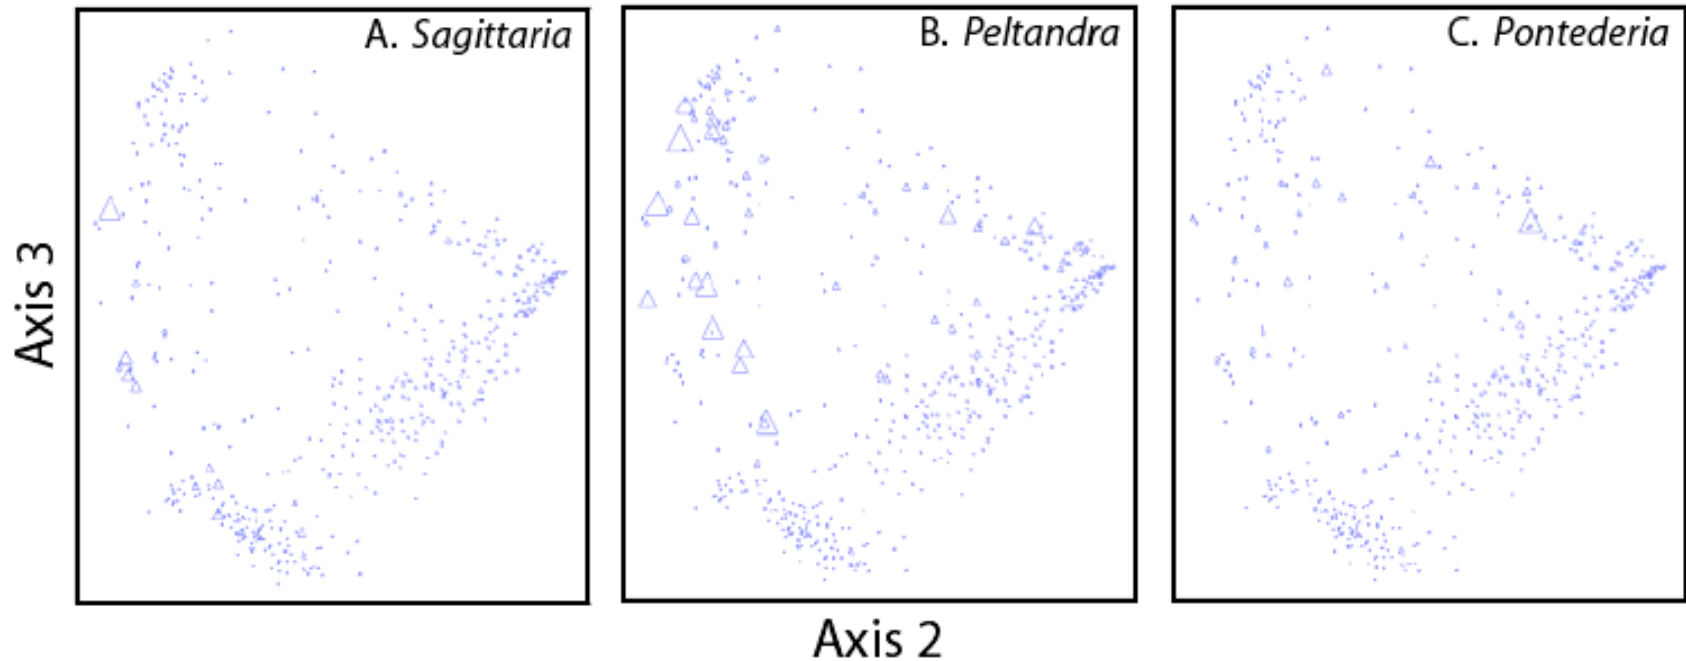 A. Sagittaria
B. Peltandra
C. Pontederia
Axis 3
Axis 2